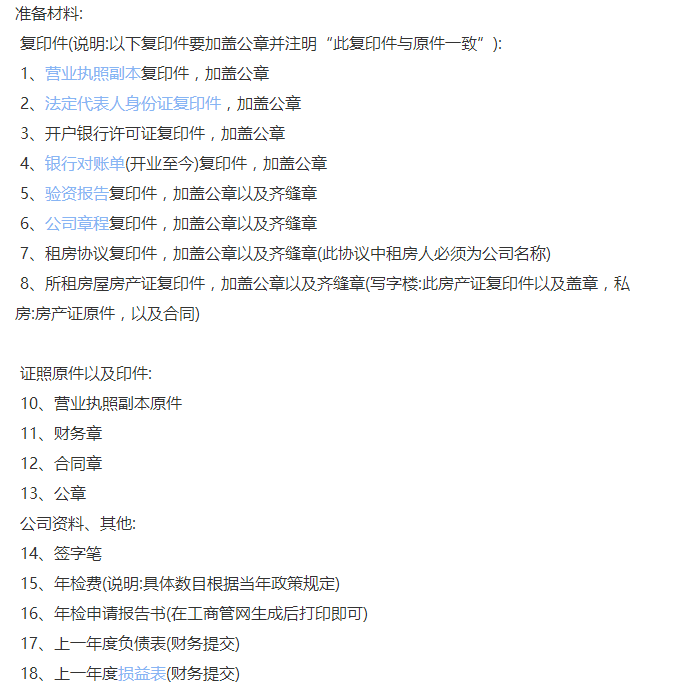 准备材料:
复印件(说明:以下复印件要加盖公章并注明“此复印件与原件一致”):
1、营业执照副本复印件，加盖公章
2、法定代表人身份证复印件，加盖公章
3、开户银行许可证复印件，加盖公章
4、银行对账单(开业至今)复印件，加盖公章
5、验资报告复印件，加盖公章以及齐缝章
6、公司章程复印件，加盖公章以及齐缝章
7、租房协议复印件，加盖公章以及齐缝章(此协议中租房人必须为公司名称)
8、所租房屋房产证复印件，加盖公章以及齐缝章(写字楼:此房产证复印件以及盖章，私
房:房产证原件，以及合同)
证照原件以及印件:
10、营业执照副本原件
11、财务章
12、合同章
13、公章
公司资料、其他:
14、签字笔
15、年检费(说明:具体数目根据当年政策规定)
16、年检申请报告书(在工商管网生成后打印即可)
17、上一年度负债表(财务提交)
18、上一年度损益表(财务提交)